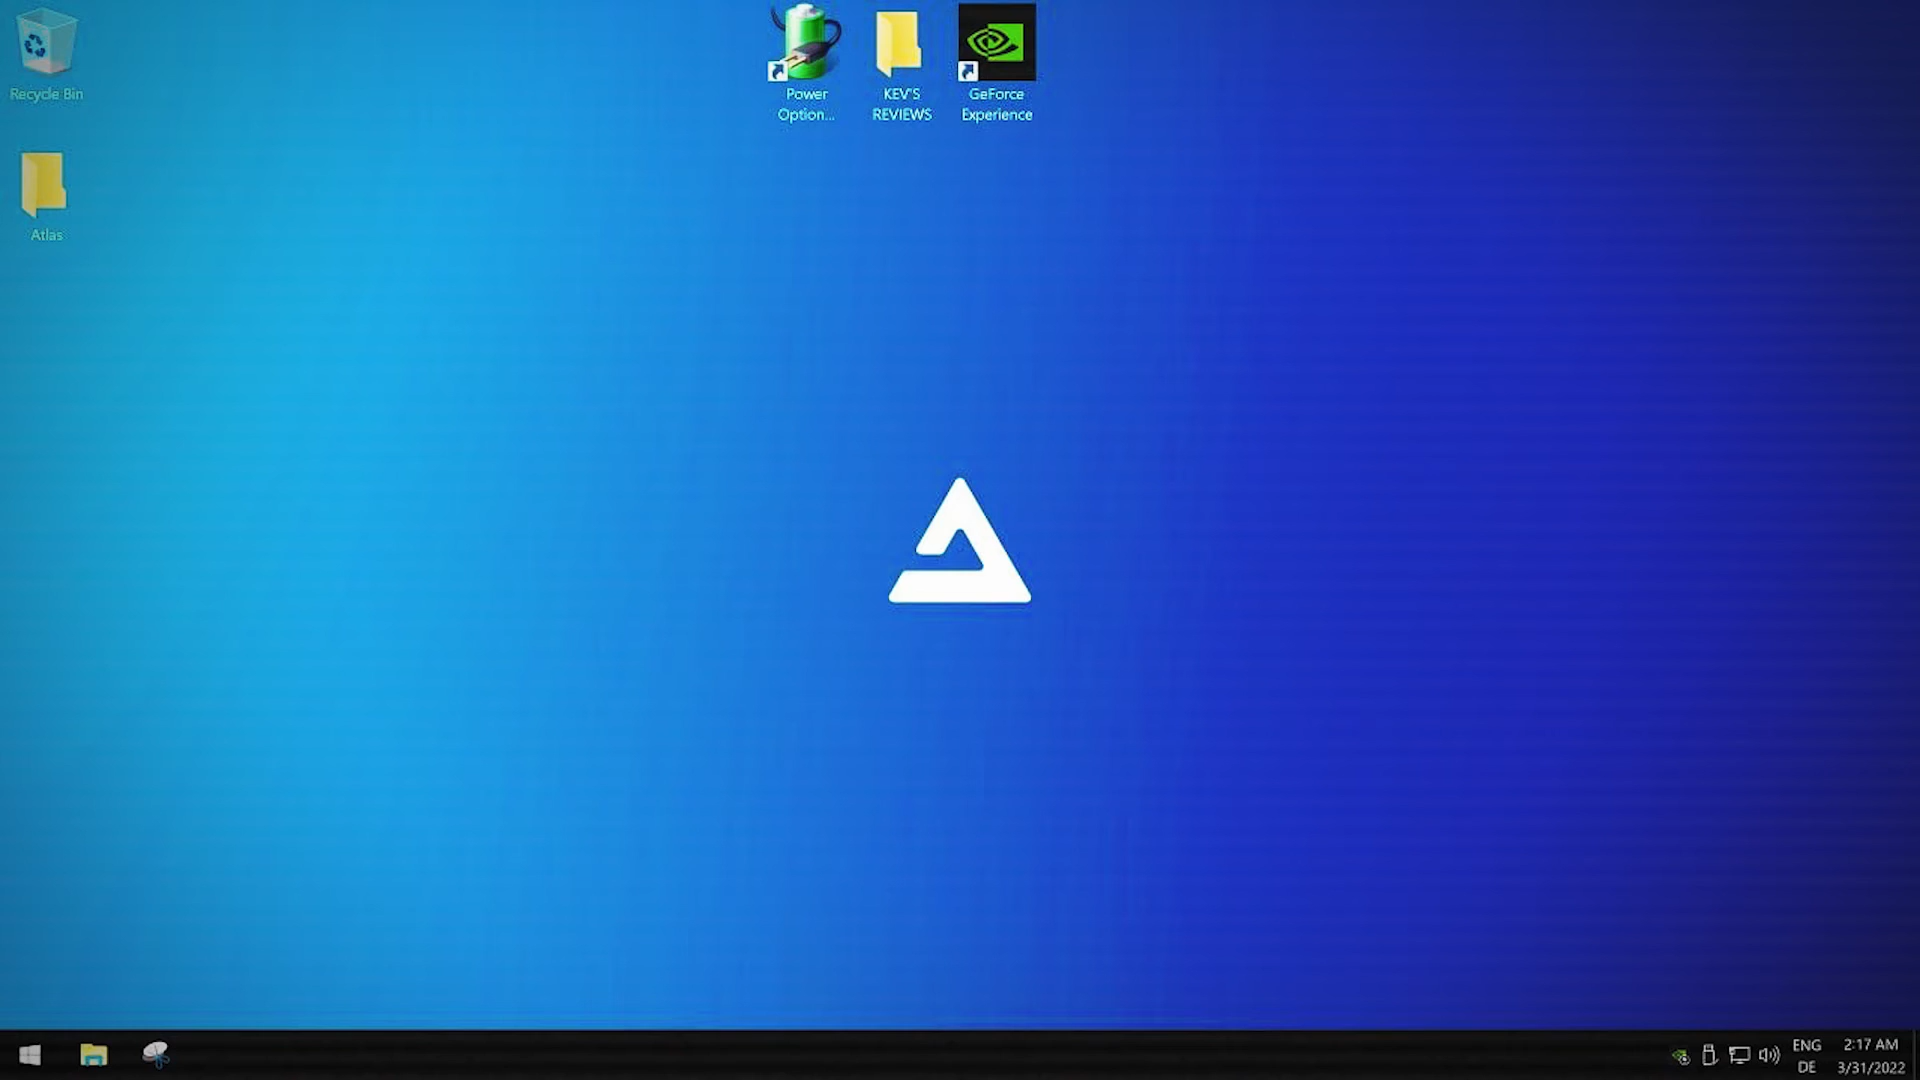 Recycle Bin
Atlas
Power
Option...
KEV'S
REVIEWS
GeForce
Experience
ENG
DE
2:17 AM
3/31/2022